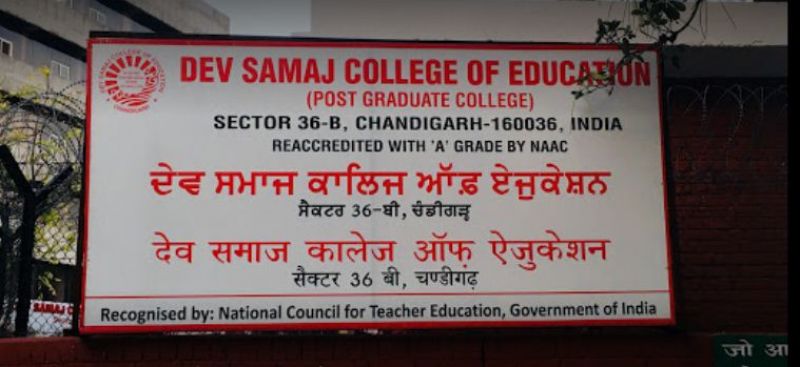 DEV SAMAJ COLLEGE OF EDUCATION
(POST GRADUATE COLLEGE)
SECTOR 36-B, CHANDIGARH-160036, INDIA
REACCREDITED WITH 'A' GRADE BY NAAC
ਦੇਵ ਸਮਾਜ ਕਾਲਿਜ ਆੱਫ਼ ਏਜੁਕੇਸ਼ਨ
ਸੈਕਟਰ 36-ਬੀ, ਚੰਡੀਗੜ੍ਹ
देव समाज कालेज ऑफ़ ऐजुकेशन
सैक्टर 36 बी, चण्डीगढ़
Recognised by: National Council for Teacher Education, Government of India
SAMAJ CO
जो आ